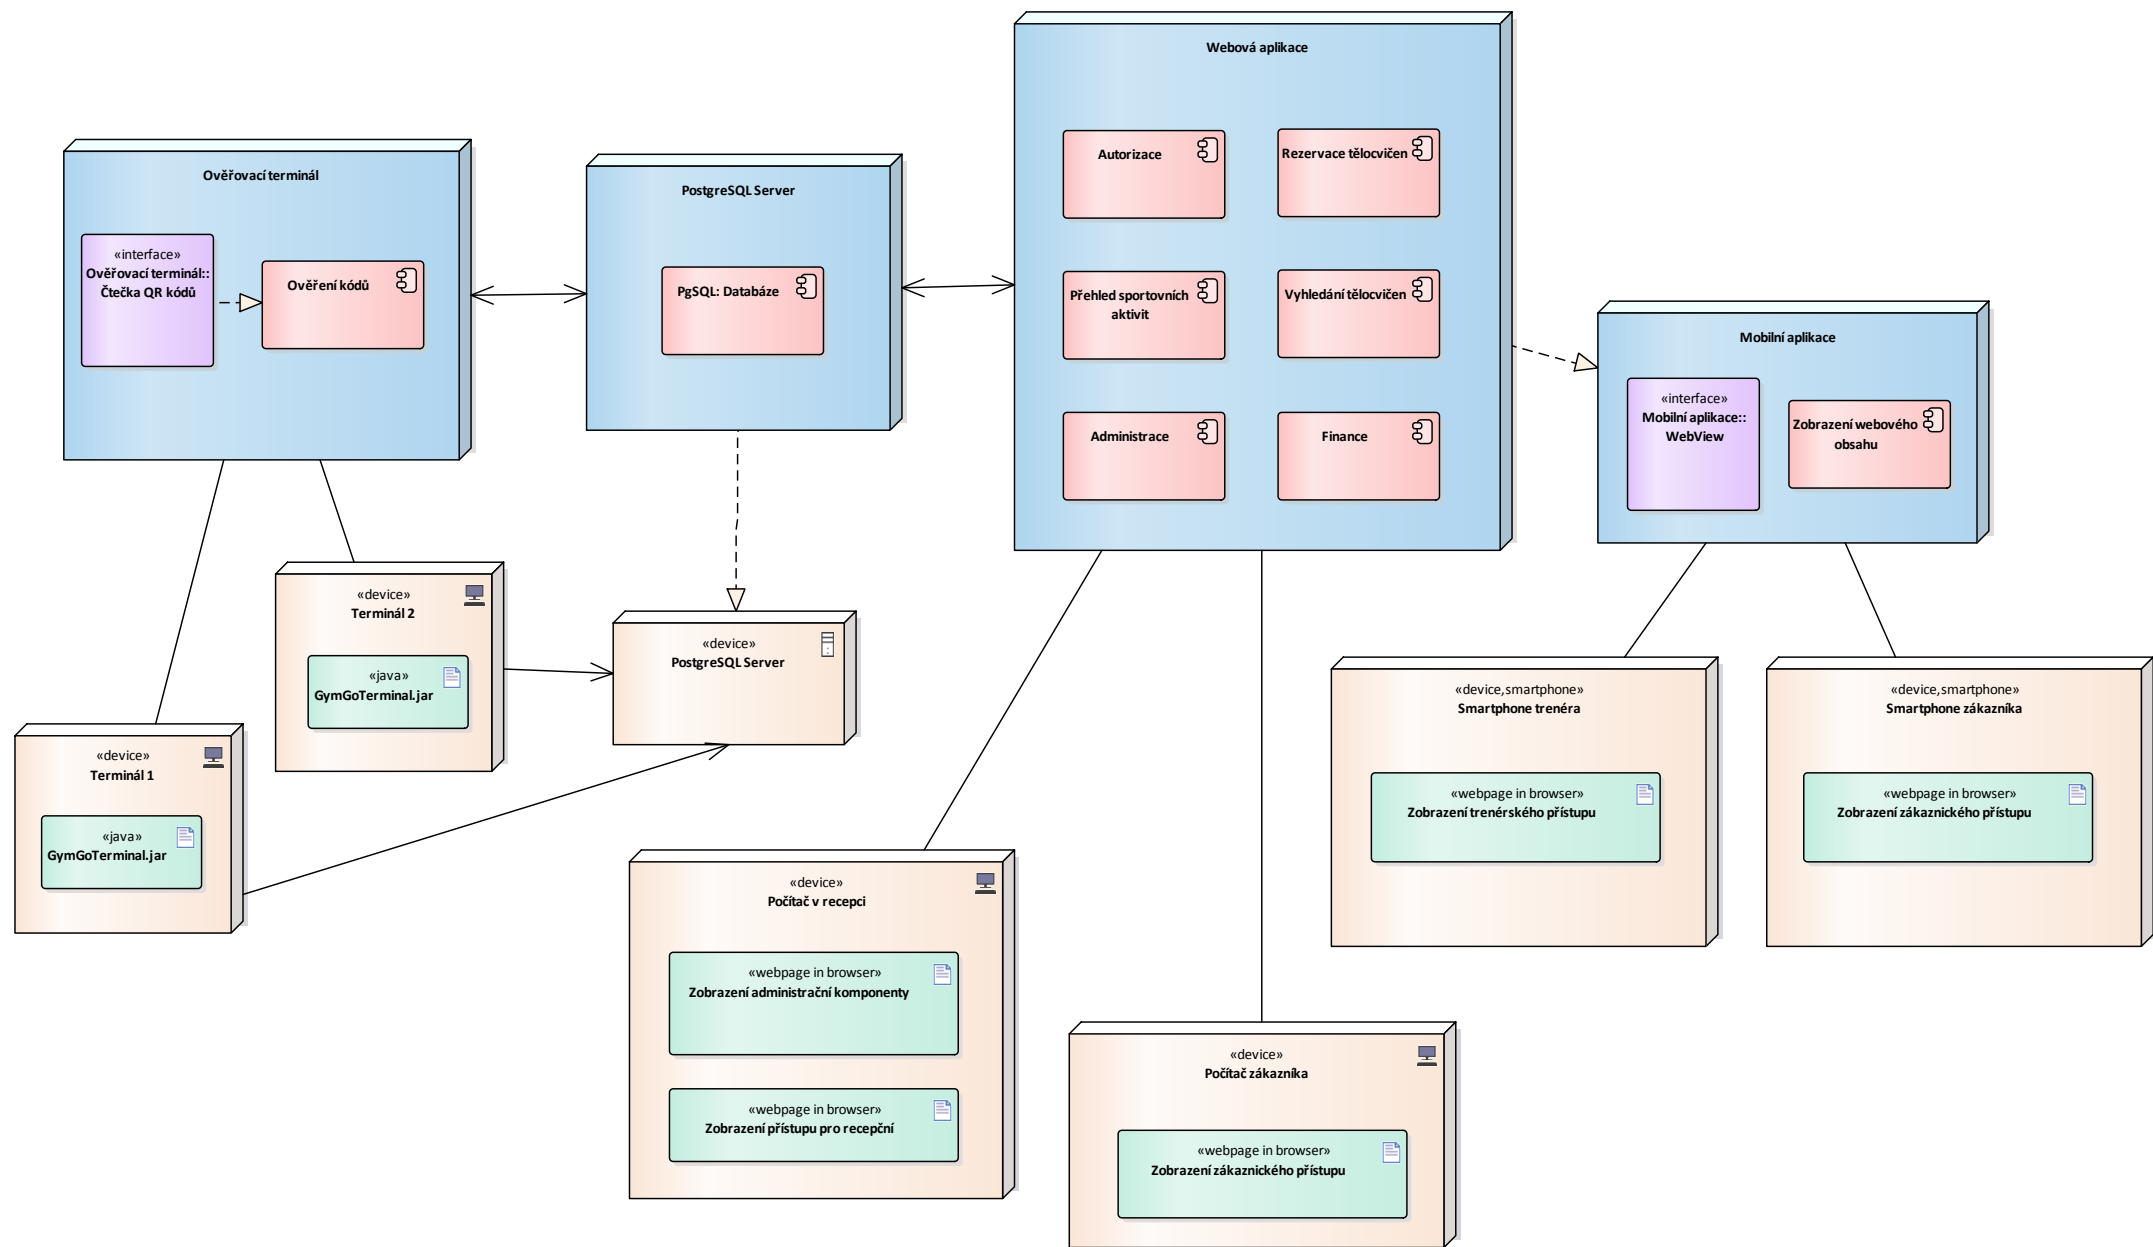 Webová aplikace
Autorizace
Rezervace tělocvičen
Přehled sportovních
aktivit
Vyhledání tělocvičen
Administrace
Finance
Ověřovací terminál
«interface»
Ověřovací terminál::
Čtečka QR kódů
Ověření kódů
PostgreSQL Server
PgSQL: Databáze
Mobilní aplikace
«interface»
Mobilní aplikace::
WebView
Zobrazení webového
obsahu
«device»
Terminál 2
«java»
GymGoTerminal.jar
«device»
PostgreSQL Server
«device»
Terminál 1
«java»
GymGoTerminal.jar
«device,smartphone»
Smartphone trenéra
«webpage in browser»
Zobrazení trenérského přístupu
«device,smartphone»
Smartphone zákazníka
«webpage in browser»
Zobrazení zákaznického přístupu
«device»
Počítač v recepci
«webpage in browser»
Zobrazení administrační komponenty
«webpage in browser»
Zobrazení přístupu pro recepční
«device»
Počítač zákazníka
«webpage in browser»
Zobrazení zákaznického přístupu